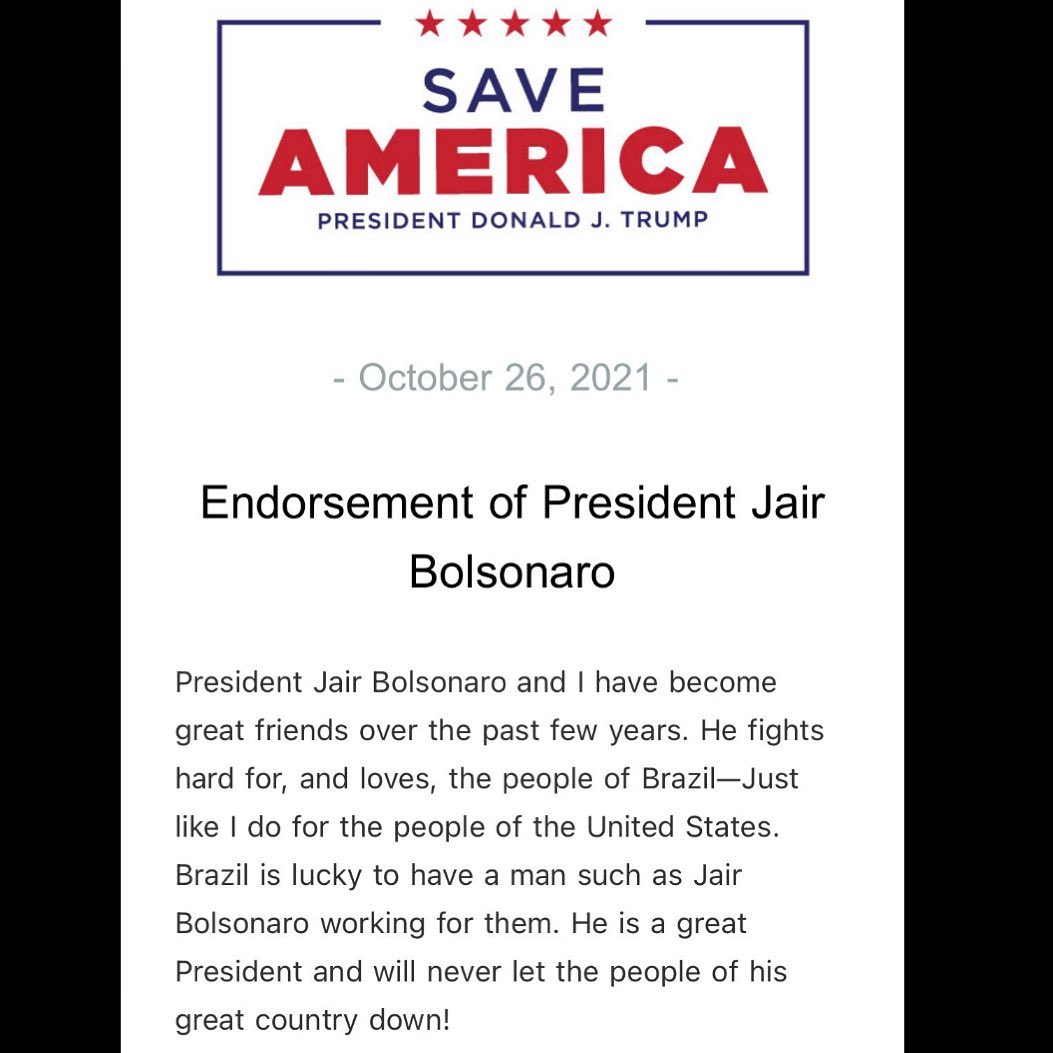 SAVE
AMERICA
PRESIDENT DONALD J. TRUMP
- October 26, 2021 -
Endorsement of President Jair
Bolsonaro
President Jair Bolsonaro and I have become
great friends over the past few years. He fights
hard for, and loves, the people of Brazil—Just
like I do for the people of the United States.
Brazil is lucky to have a man such as Jair
Bolsonaro working for them. He is a great
President and will never let the people of his
great country down!